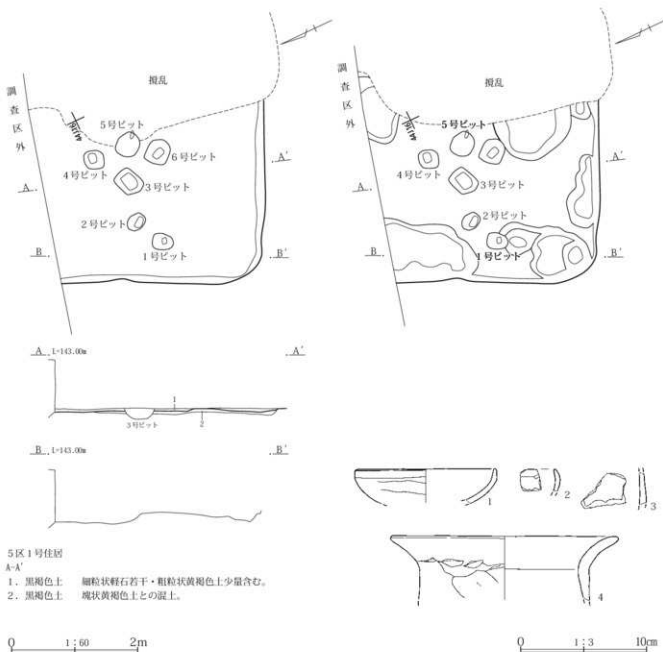 攪乱
調査区外
5号ピット
6号ピット
4号ピット
3号ピット
2号ピット
1号ピット
A A′
B B′
攪乱
調査区外
5号ピット
4号ピット
3号ピット
2号ピット
1号ピット
A A′
B B′
A L=143.00m A′
1
3号ピット
2
B L=143.00m B′
5区1号住居
A-A′
1. 黒褐色土 細粒状軽石若干・粗粒状黄褐色土少量含む。
2. 黒褐色土 塊状黄褐色土との混土。
0 1:60 2m
1
2
3
4
0 1:3 10cm